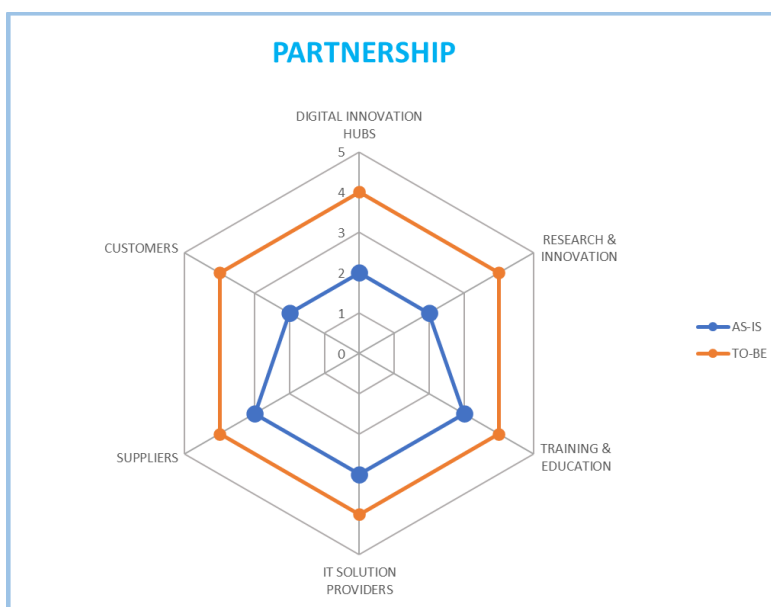 PARTNERSHIP
DIGITAL INNOVATION
HUBS
5
4
3
2
1
0
CUSTOMERS
RESEARCH &
INNOVATION
AS-IS
TO-BE
SUPPLIERS
TRAINING &
EDUCATION
IT SOLUTION
PROVIDERS